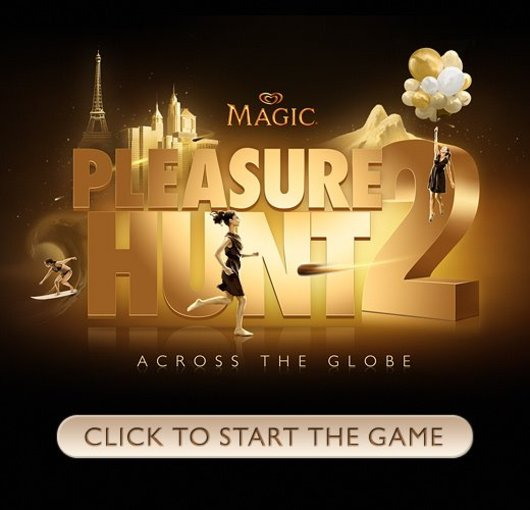 MAGIC
PLEASURE
HUNT 2
ACROSS THE GLOBE
CLICK TO START THE GAME